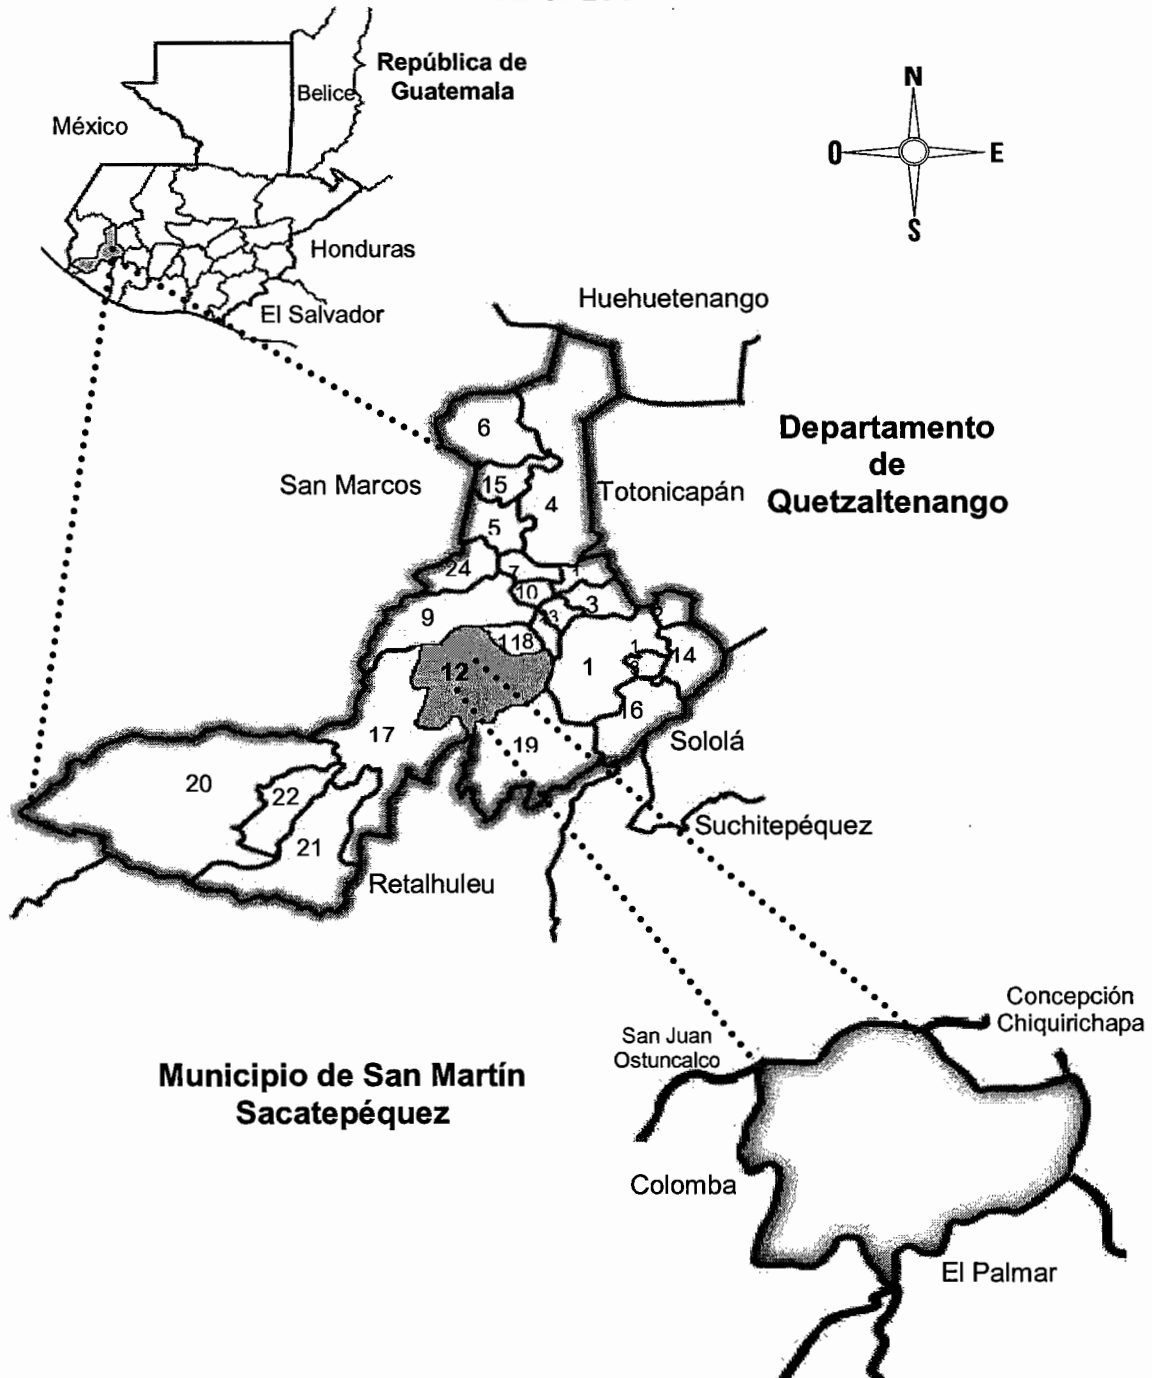 República de
Guatemala
Belice
México
Honduras
El Salvador
N
O
E
S
Huehuetenango
Departamento
de
Quetzaltenango
San Marcos
Totonicapán
6
15
4
5
24
7
10
3
2
9
18
12
1
14
16
17
19
20
22
21
Sololá
Suchitepéquez
Retalhuleu
Municipio de San Martín
Sacatepéquez
Concepción
Chiquirichapa
San Juan
Ostuncalco
Colomba
El Palmar